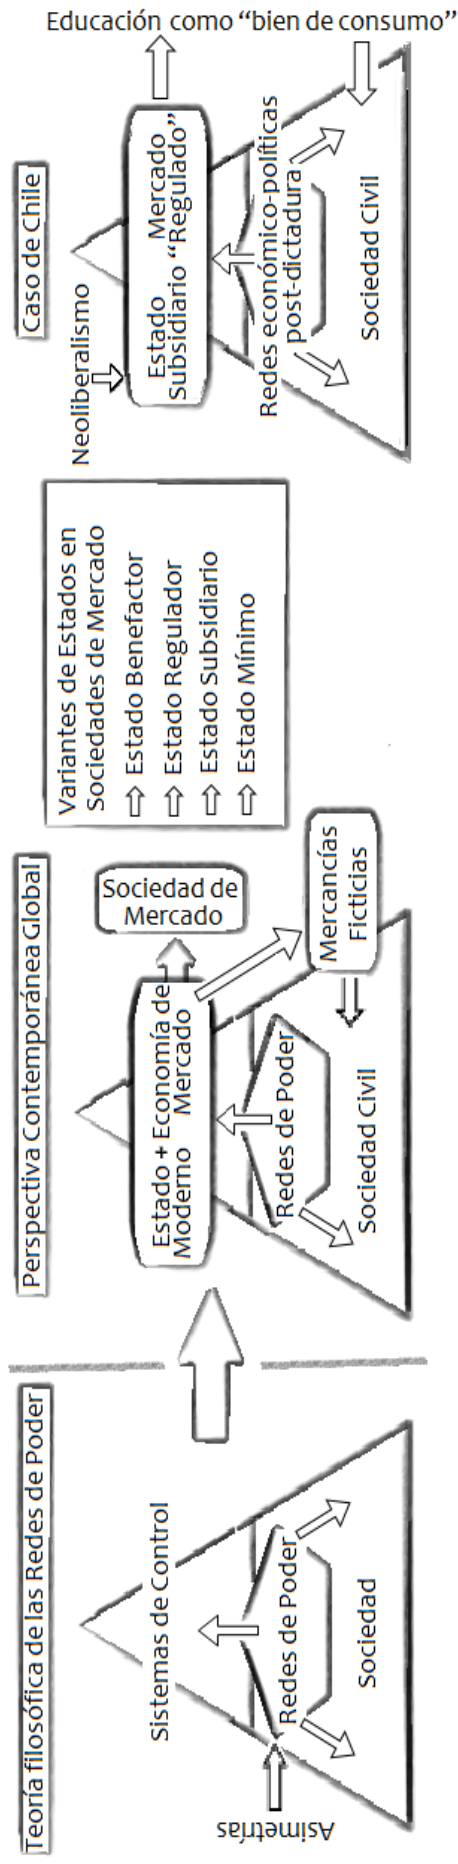 Teoría filosófica de las Redes de Poder
Sistemas de Control
Asimetrías
Redes de Poder
Sociedad
Perspectiva Contemporánea Global
Estado + Economía de
Moderno Mercado
Sociedad de
Mercado
Redes de Poder
Mercancías
Ficticias
Sociedad Civil
Variantes de Estados en
Sociedades de Mercado
Estado Benefactor
Estado Regulador
Estado Subsidiario
Estado Mínimo
Caso de Chile
Neoliberalismo
Estado Mercado
Subsidiario “Regulado”
Educación como “bien de consumo”
Redes económico-políticas
post-dictadura
Sociedad Civil